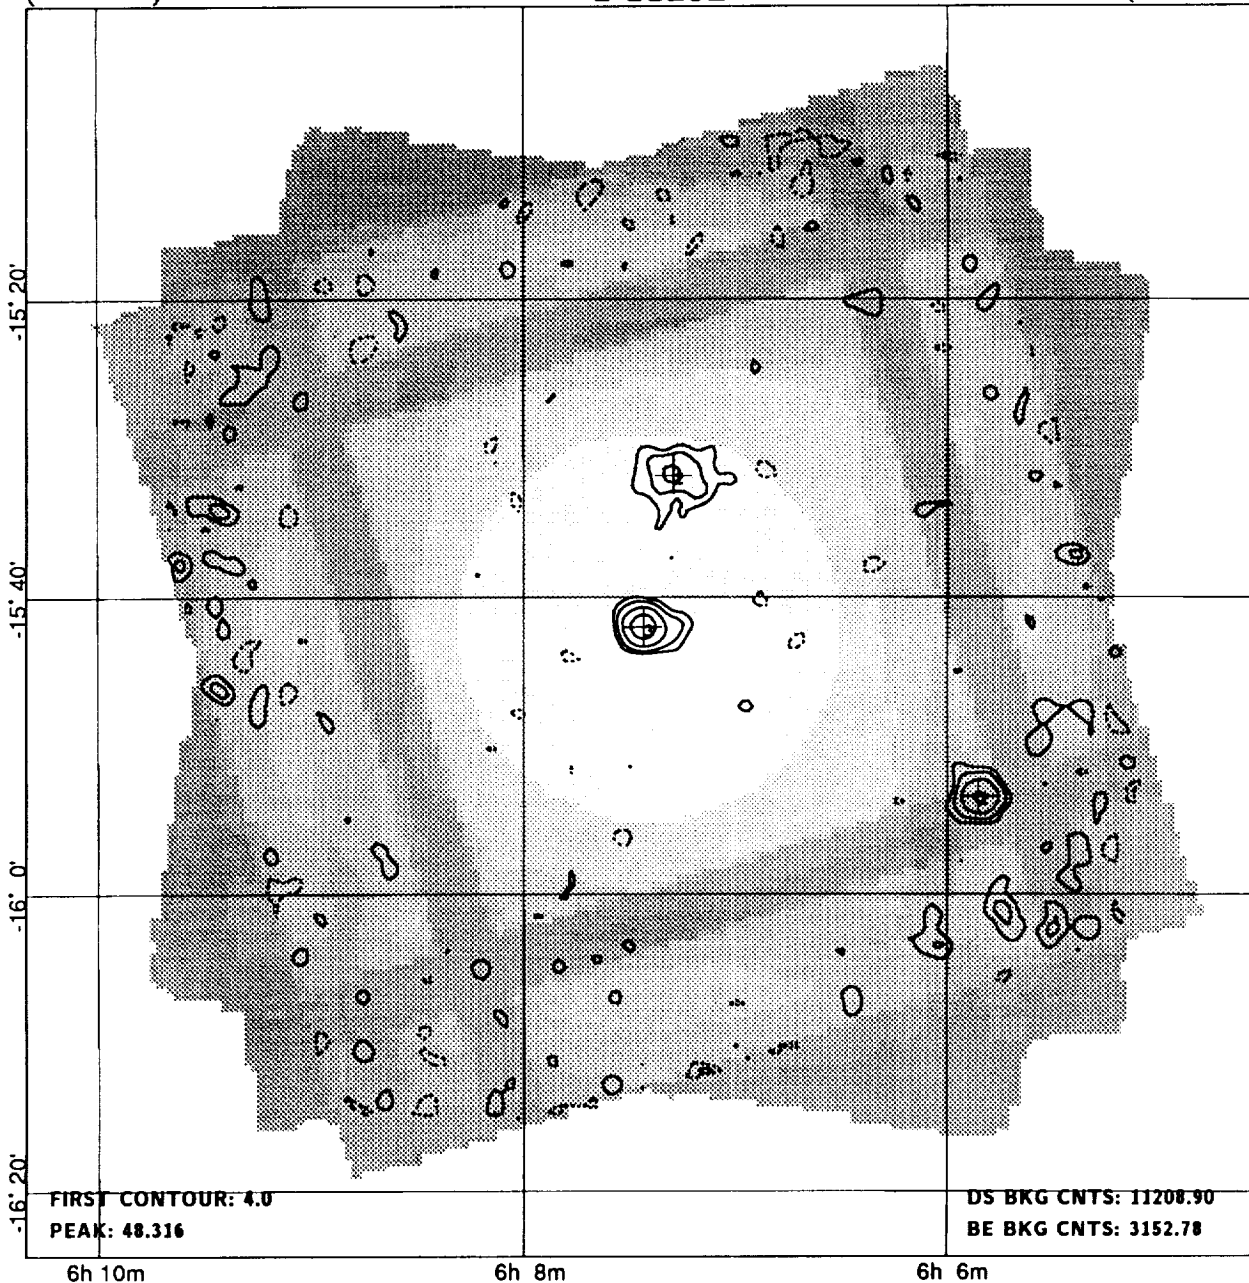 -15° 20'
-15° 40'
-16° 0'
-16° 20'
FIRST CONTOUR: 4.0
PEAK: 48.316
DS BKG CNTS: 11208.90
BE BKG CNTS: 3152.78
6h 10m
6h 8m
6h 6m